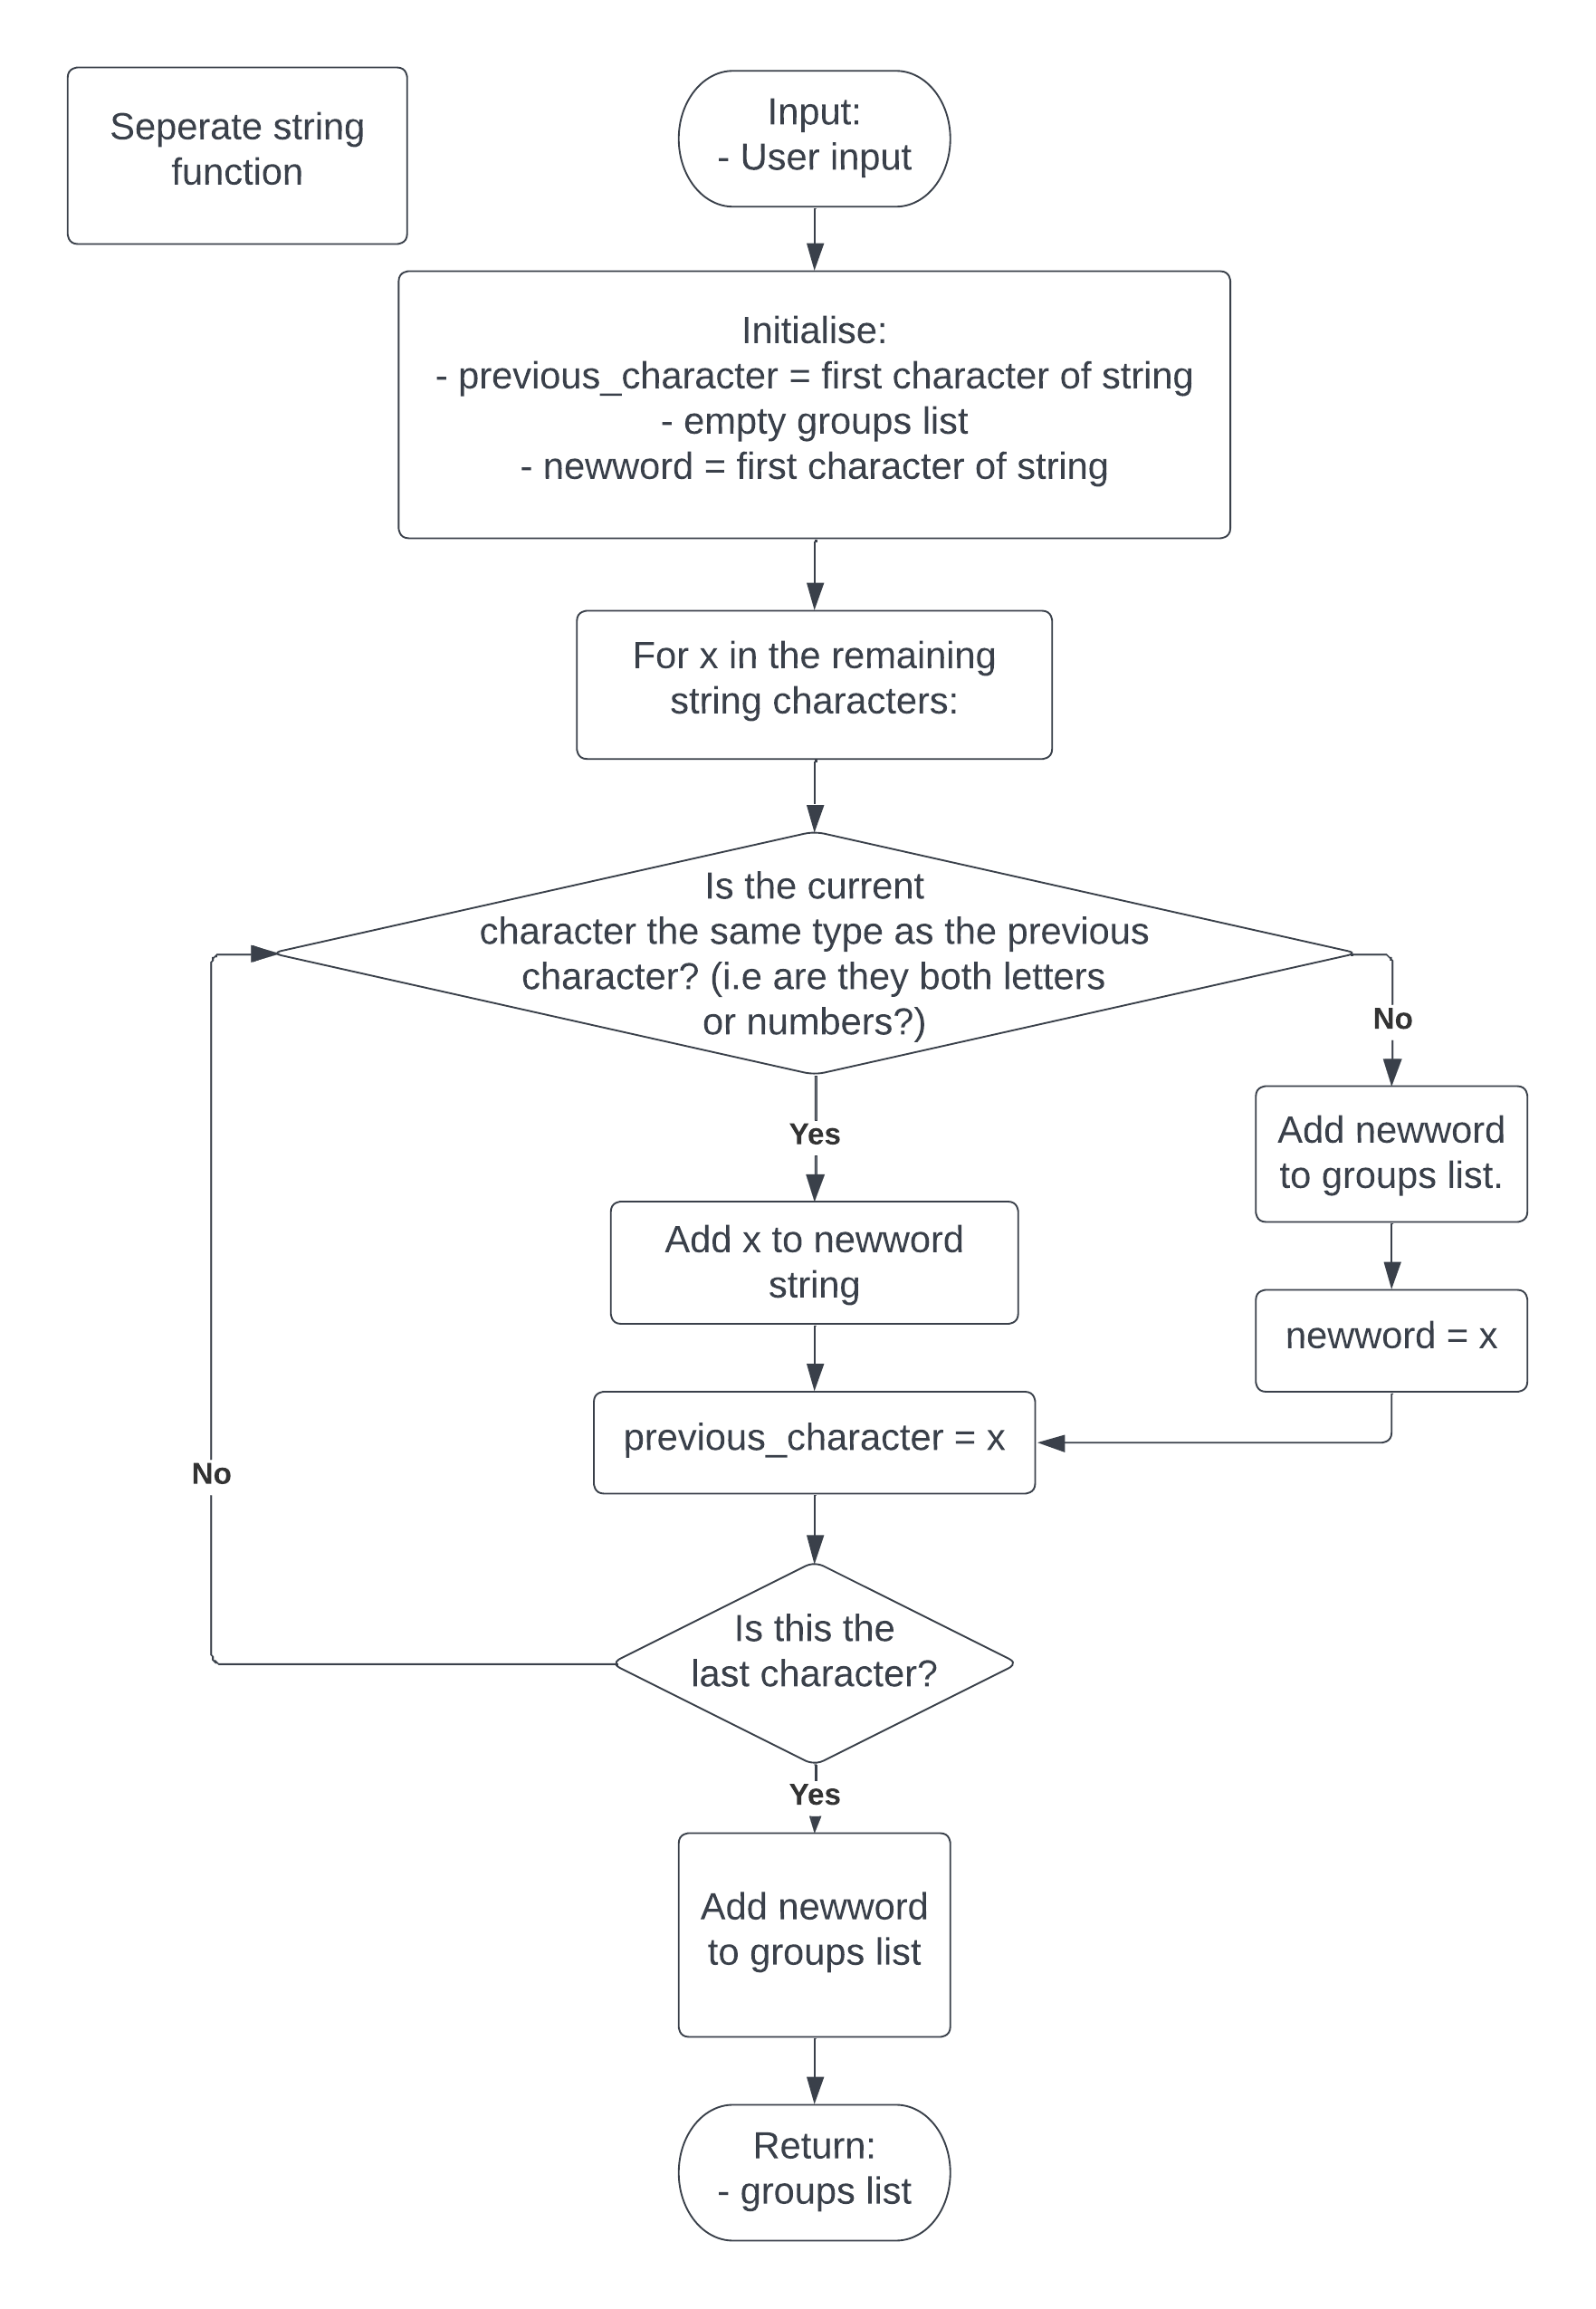 Seperate string
function
Input:
- User input
Initialise:
- previous_character = first character of string
- empty groups list
- newword = first character of string
For x in the remaining
string characters:
Is the current
character the same type as the previous
character? (i.e are they both letters
or numbers?)
No
Yes
Add newword
to groups list.
Add x to newword
string
newword = x
previous_character = x
No
Is this the
last character?
Yes
Add newword
to groups list
Return:
- groups list